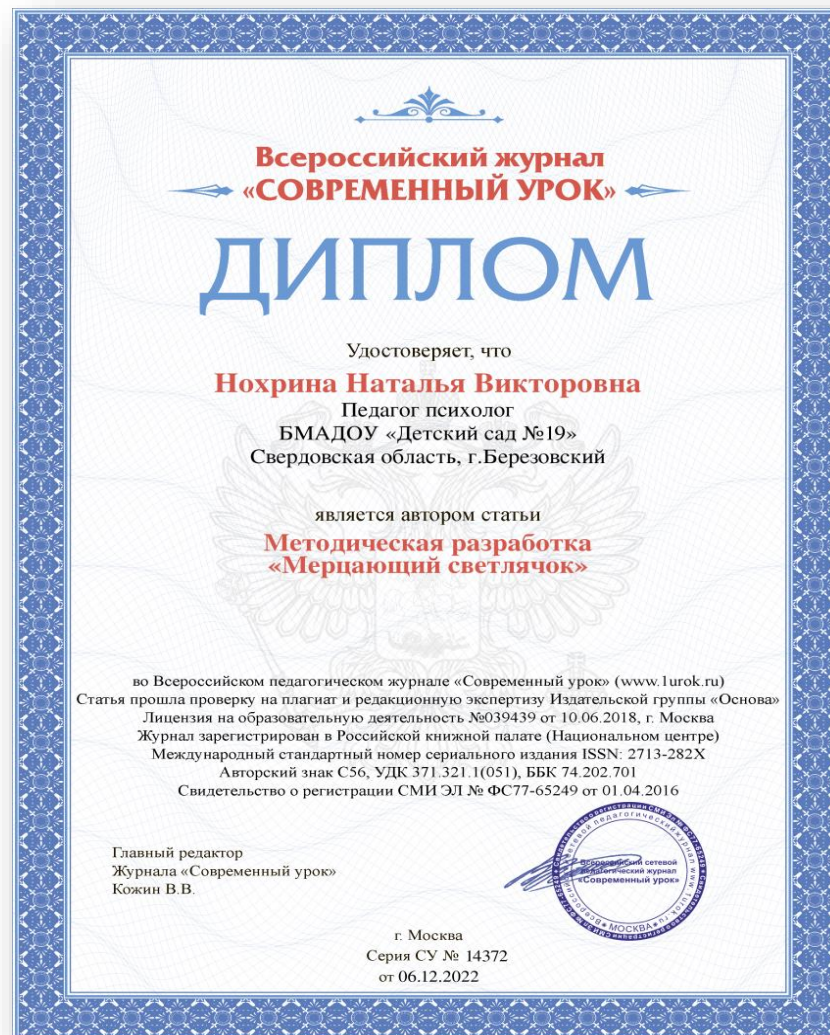 Всероссийский журнал
«СОВРЕМЕННЫЙ УРОК»
ДИПЛОМ
Удостоверяет, что
Нохрина Наталья Викторовна
Педагог психолог
БМАДОУ «Детский сад №19»
Свердовская область, г.Березовский
является автором статьи
Методическая разработка
«Мерцающий светлячок»
во Всероссийском педагогическом журнале «Современный урок» (www.1urok.ru)
Статья прошла проверку на плагиат и редакционную экспертизу Издательской группы «Основа»
Лицензия на образовательную деятельность №039439 от 10.06.2018, г. Москва
Журнал зарегистрирован в Российской книжной палате (Национальном центре)
Международный стандартный номер сериального издания ISSN: 2713-282X
Авторский знак С56, УДК 371.321.1(051), ББК 74.202.701
Свидетельство о регистрации СМИ ЭЛ № ФС77-65249 от 01.04.2016
Главный редактор
Журнала «Современный урок»
Кожин В.В.
Всероссийский сетевой
педагогический журнал
«Современный урок»
МОСКВА
г. Москва
Серия СУ № 14372
от 06.12.2022